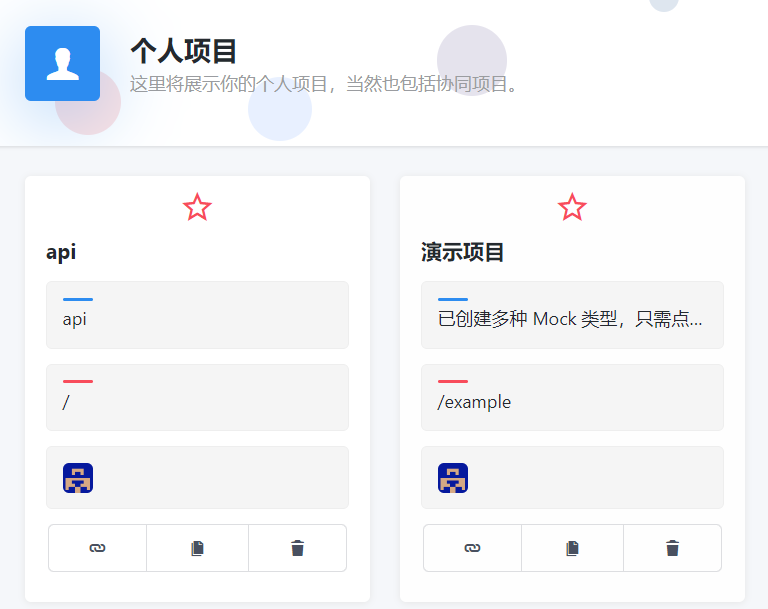 个人项目
这里将展示你的个人项目，当然也包括协同项目。
api
api
/
演示项目
已创建多种 Mock 类型，只需点...
/example